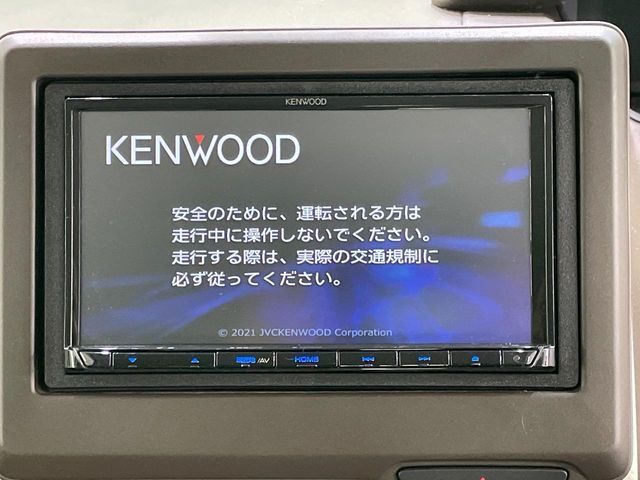 KENWOOD
KENWOOD
安全のために、運転される方は
走行中に操作しないでください。
走行する際は、実際の交通規制に
必ず従ってください。
© 2021 JVCKENWOOD Corporation
/AV HOME